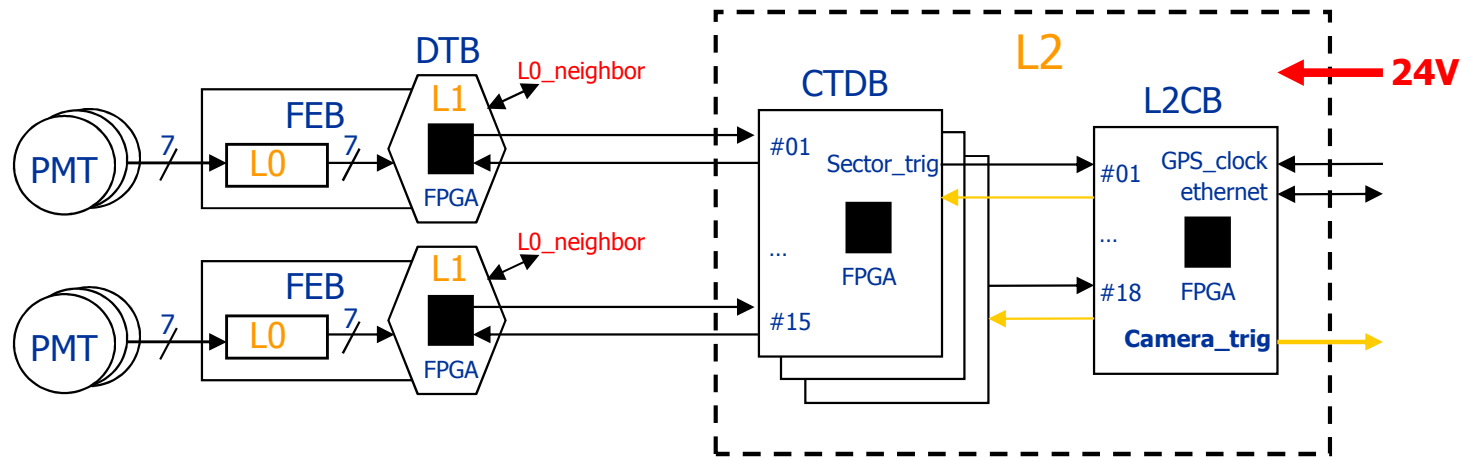 L2
24V
DTB
L0_neighbor
CTDB
L2CB
L1
FEB
7
7
PMT
L0
FPGA
#01
Sector_trig
#01
GPS_clock
ethernet
...
FPGA
...
FPGA
#15
#18
Camera_trig
L0_neighbor
L1
FEB
7
7
PMT
L0
FPGA